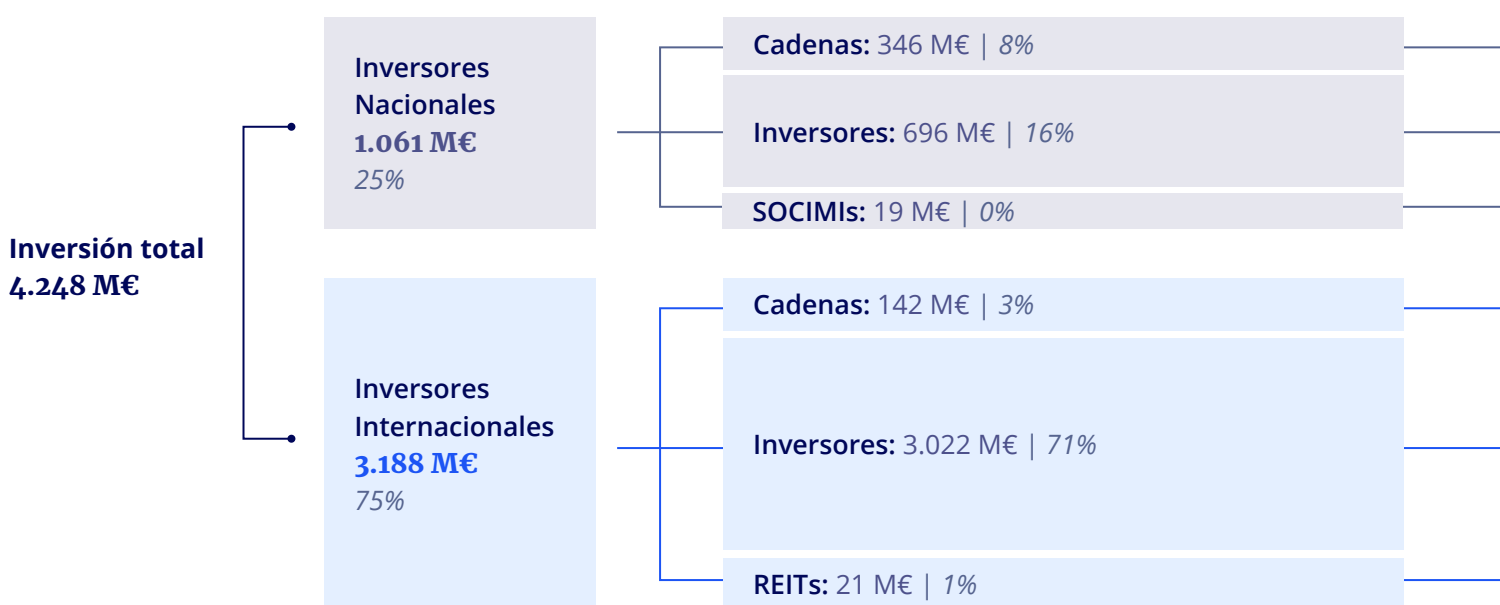 Inversión total
4.248 M€
Inversores
Nacionales
1.061 M€
25%
Cadenas: 346 M€ | 8%
Inversores: 696 M€ | 16%
SOCIMIs: 19 M€ | 0%
Inversores
Internacionales
3.188 M€
75%
Cadenas: 142 M€ | 3%
Inversores: 3.022 M€ | 71%
REITs: 21 M€ | 1%